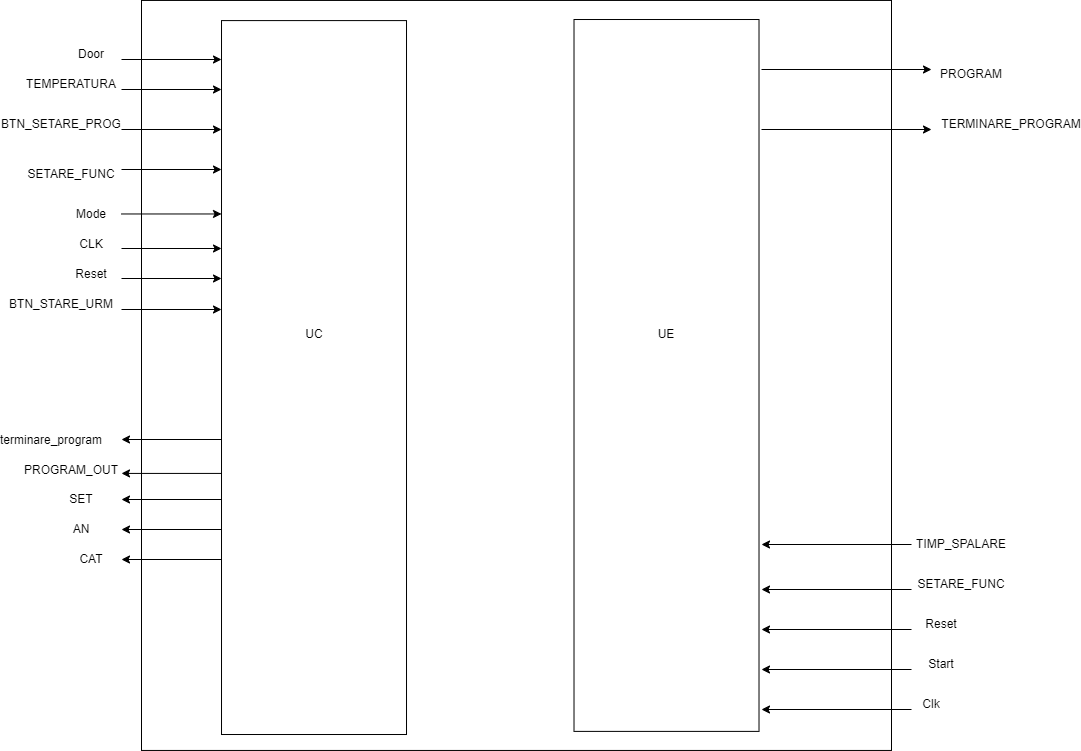 Door
TEMPERATURA
BTN_SETARE_PROG
SETARE_FUNC
Mode
CLK
Reset
BTN_STARE_URM
terminare_program
PROGRAM_OUT
SET
AN
CAT
UC
UE
PROGRAM
TERMINARE_PROGRAM
TIMP_SPALARE
SETARE_FUNC
Reset
Start
Clk